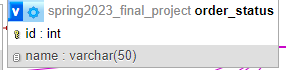 v spring2023_final_project order_status
id : int
name : varchar(50)